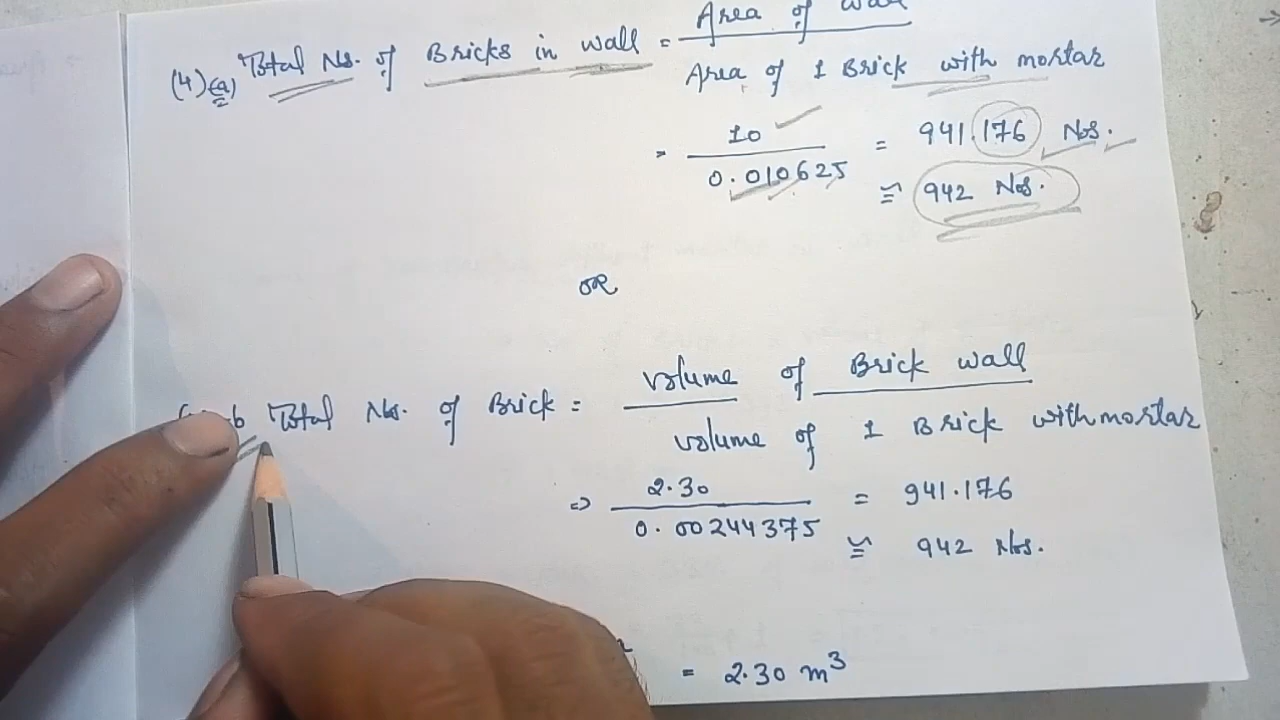 Area of wall
(4)(a) Total Ns. of Bricks in wall =
Area of 1 Brick with mortar
= 10 / 0.010625 = 941.176 Nos.
≅ 942 Nos.
OR
b Total Nos. of Brick = volume of Brick wall
volume of 1 Brick with mortar
=> 2.30 / 0.00244375 = 941.176
≅ 942 Nos.
= 2.30 m³